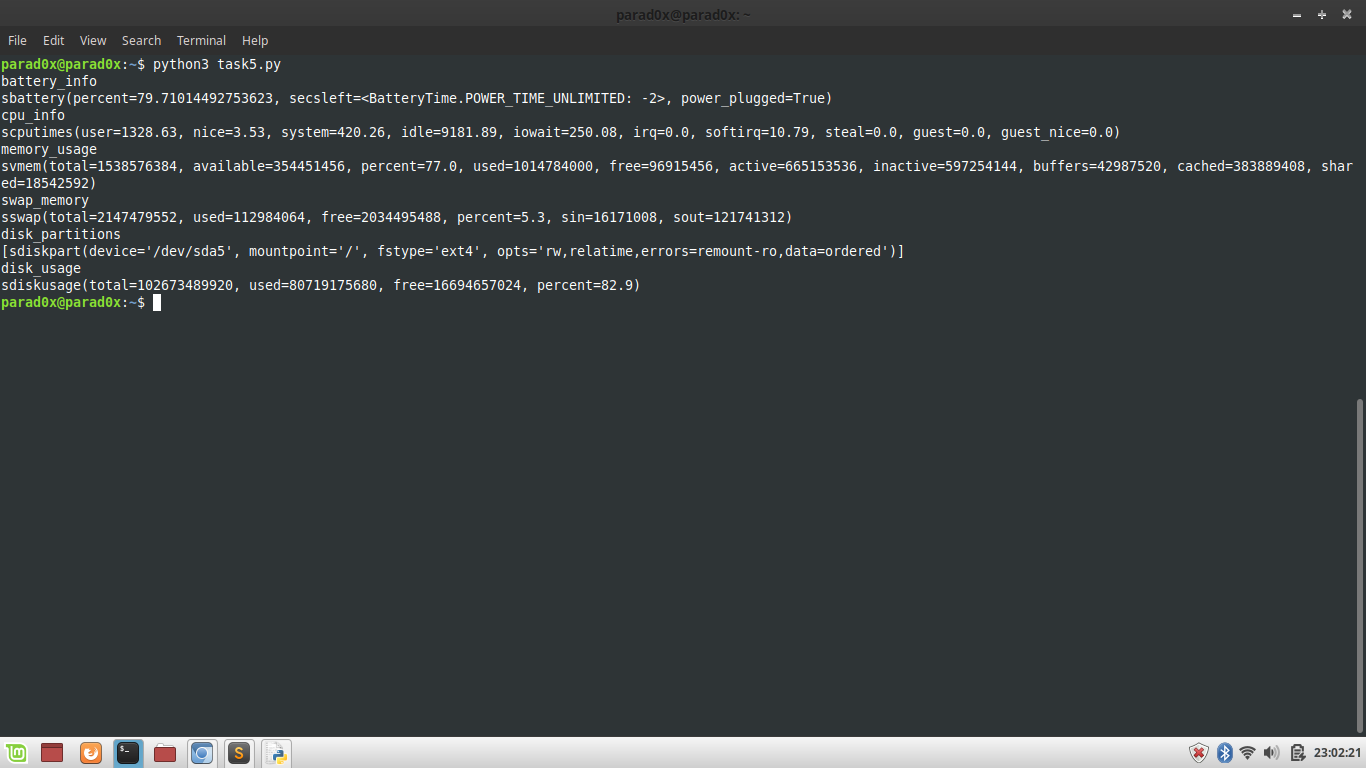 parad0x@parad0x: ~
File Edit View Search Terminal Help
parad0x@parad0x:~$ python3 task5.py
battery_info
sbattery(percent=79.71014492753623, secsleft=<BatteryTime.POWER_TIME_UNLIMITED: -2>, power_plugged=True)
cpu_info
scputimes(user=1328.63, nice=3.53, system=420.26, idle=9181.89, iowait=250.08, irq=0.0, softirq=10.79, steal=0.0, guest=0.0, guest_nice=0.0)
memory_usage
svmem(total=1538576384, available=354451456, percent=77.0, used=1014784000, free=96915456, active=665153536, inactive=597254144, buffers=42987520, cached=383889408, shar
ed=18542592)
swap_memory
sswap(total=2147479552, used=112984064, free=2034495488, percent=5.3, sin=16171008, sout=121741312)
disk_partitions
[sdiskpart(device='/dev/sda5', mountpoint='/', fstype='ext4', opts='rw,relatime,errors=remount-ro,data=ordered')]
disk_usage
sdiskusage(total=102673489920, used=80719175680, free=16694657024, percent=82.9)
parad0x@parad0x:~$
23:02:21